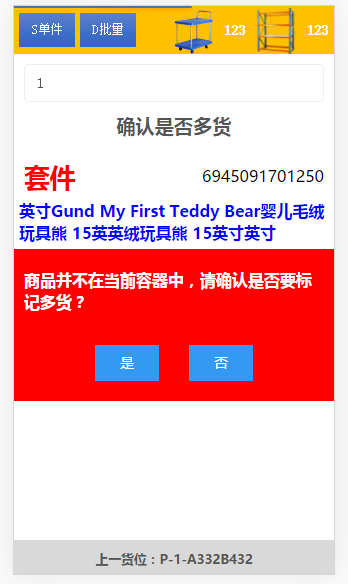 S单件 D批量 123 123
1
确认是否多货
套件 6945091701250
英寸Gund My First Teddy Bear婴儿毛绒
玩具熊 15英英绒玩具熊 15英寸英寸
商品并不在当前容器中，请确认是否要标
记多货？
是 否
上一货位：P-1-A332B432